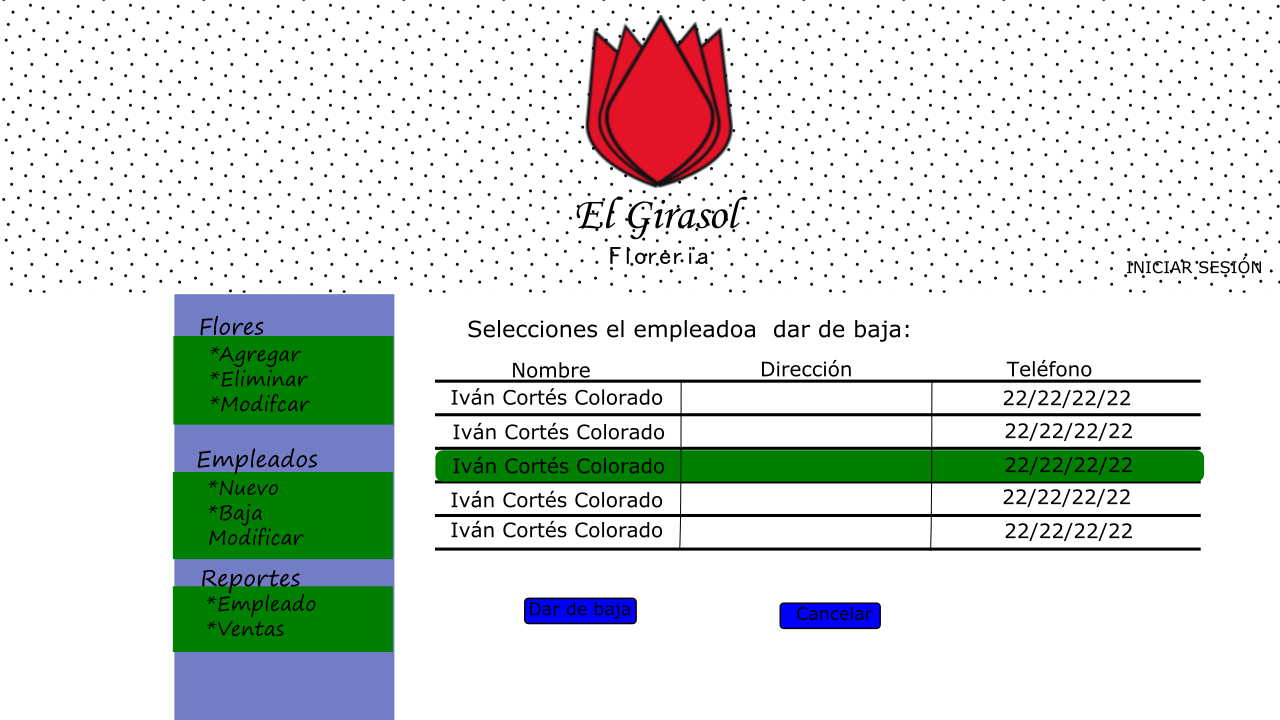 El Girasol
Floreria
INICIAR SESIÓN
Flores
*Agregar
*Eliminar
*Modifcar
Empleados
*Nuevo
*Baja
Modificar
Reportes
*Empleado
*Ventas
Selecciones el empleadoa  dar de baja:
Nombre Dirección Teléfono
Iván Cortés Colorado 22/22/22/22
Iván Cortés Colorado 22/22/22/22
Iván Cortés Colorado 22/22/22/22
Iván Cortés Colorado 22/22/22/22
Iván Cortés Colorado 22/22/22/22
Dar de baja Cancelar